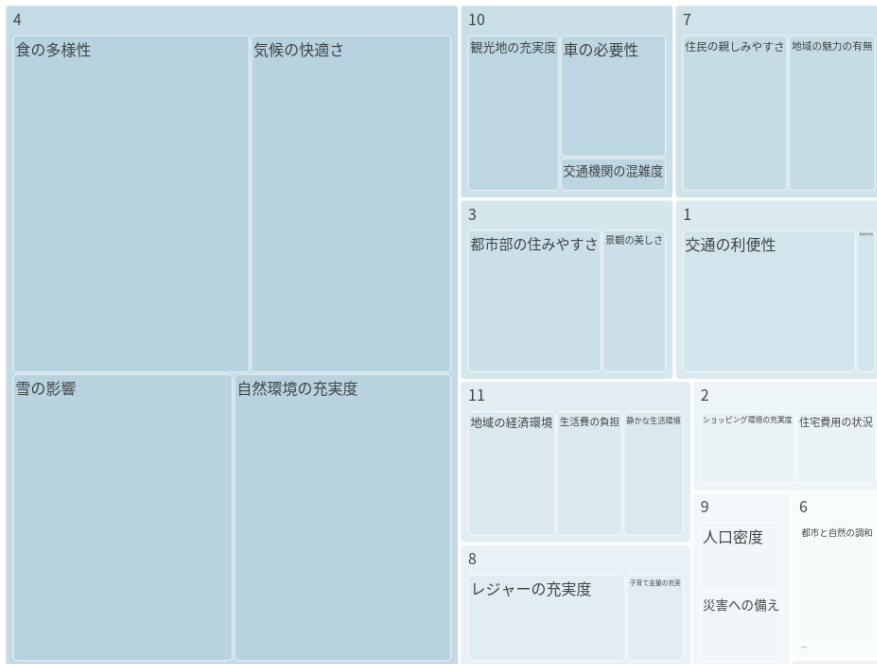 4
食の多様性
気候の快適さ
雪の影響
自然環境の充実度
10
観光地の充実度
車の必要性
交通機関の混雑度
7
住民の親しみやすさ
地域の魅力の有無
3
都市部の住みやすさ
景観の美しさ
1
交通の利便性
11
地域の経済環境
生活費の負担
静かな生活環境
2
ショッピング環境の充実度
住宅費用の状況
8
レジャーの充実度
子育て支援の充実
9
人口密度
災害への備え
6
都市と自然の調和